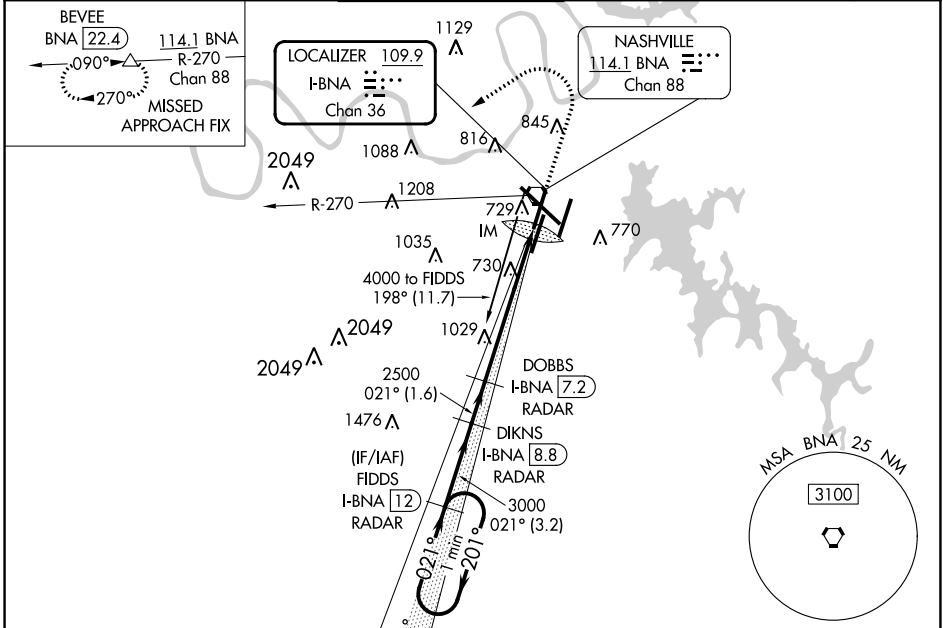 BEVEE
BNA 22.4
114.1 BNA
090°
R-270
Chan 88
270°
MISSED
APPROACH FIX
LOCALIZER 109.9
I-BNA
Chan 36
1129
NASHVILLE
114.1 BNA
Chan 88
845
816
1088
2049
1208
R-270
729
IM
770
1035
730
4000 to FIDDS
198° (11.7)
1029
2049
2049
2500
021° (1.6)
DOBBS
I-BNA 7.2
RADAR
1476
DIKNS
I-BNA 8.8
RADAR
(IF/IAF)
FIDDS
I-BNA 12
RADAR
3000
021° (3.2)
021°
1 min
201°
MSA BNA 25 NM
3100